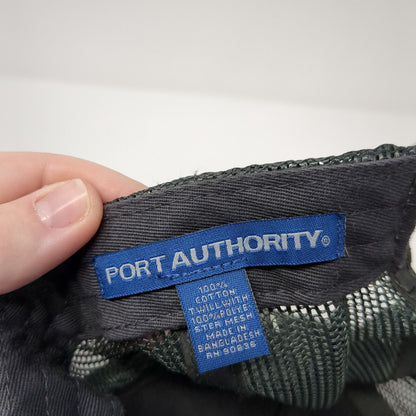 PORT AUTHORITY®
100%
COTTON
TWILL WITH
100% POLYE-
STER MESH
MADE IN
BANGLADESH
RN 90836